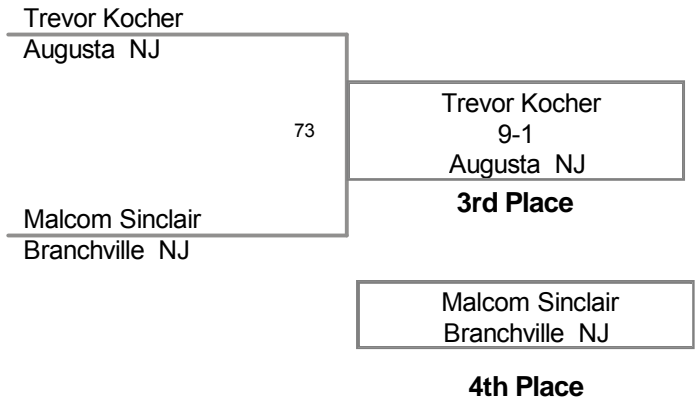 Trevor Kocher
Augusta NJ
73
Trevor Kocher
9-1
Augusta NJ
3rd Place
Malcom Sinclair
Branchville NJ
Malcom Sinclair
Branchville NJ
4th Place